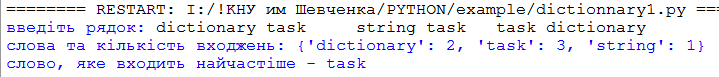 ======== RESTART: I:/!КНУ им Шевченка/PYTHON/example/dictionnary1.py ===
введіть рядок: dictionary task     string task   task dictionary
слова та кількість входжень: {'dictionary': 2, 'task': 3, 'string': 1}
слово, яке входить найчастіше - task